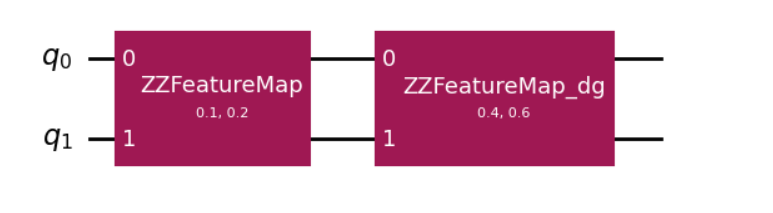 q0 0 ZZFeatureMap 0 ZZFeatureMap_dg
0.1, 0.2 0.4, 0.6
q1 1 1